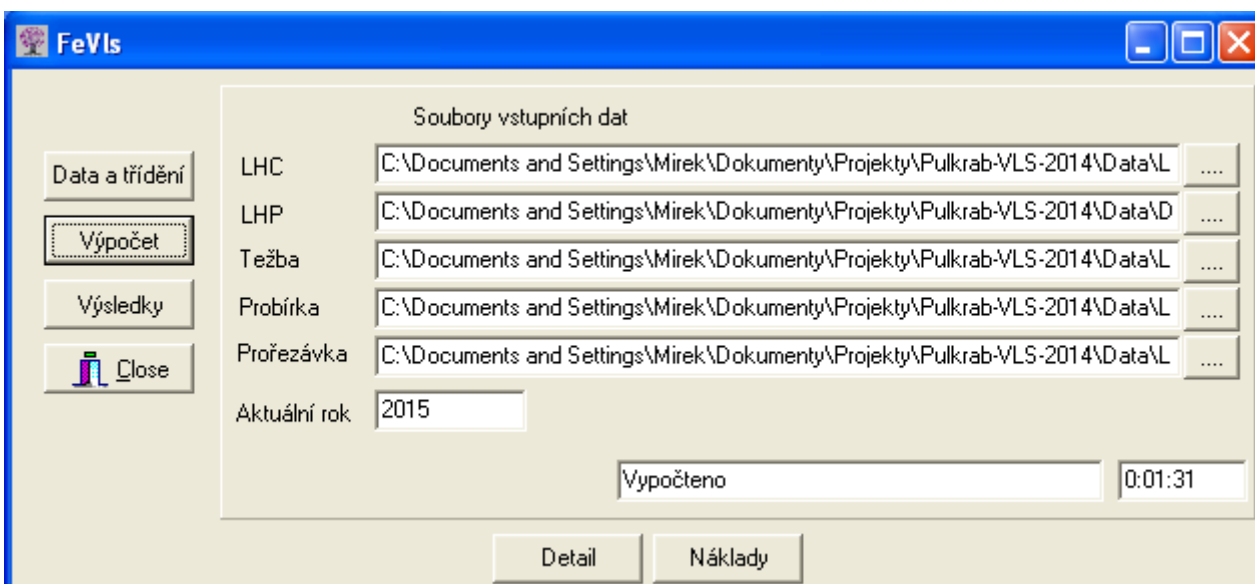 FeVls
Soubory vstupních dat
Data a třídění
Výpočet
Výsledky
Close
LHC C:\Documents and Settings\Mirek\Dokumenty\Projekty\Pulkrab-VLS-2014\Data\L ....
LHP C:\Documents and Settings\Mirek\Dokumenty\Projekty\Pulkrab-VLS-2014\Data\D ....
Težba C:\Documents and Settings\Mirek\Dokumenty\Projekty\Pulkrab-VLS-2014\Data\L ....
Probírka C:\Documents and Settings\Mirek\Dokumenty\Projekty\Pulkrab-VLS-2014\Data\L ....
Prořezávka C:\Documents and Settings\Mirek\Dokumenty\Projekty\Pulkrab-VLS-2014\Data\L ....
Aktuální rok 2015
Vypočteno 0:01:31
Detail Náklady